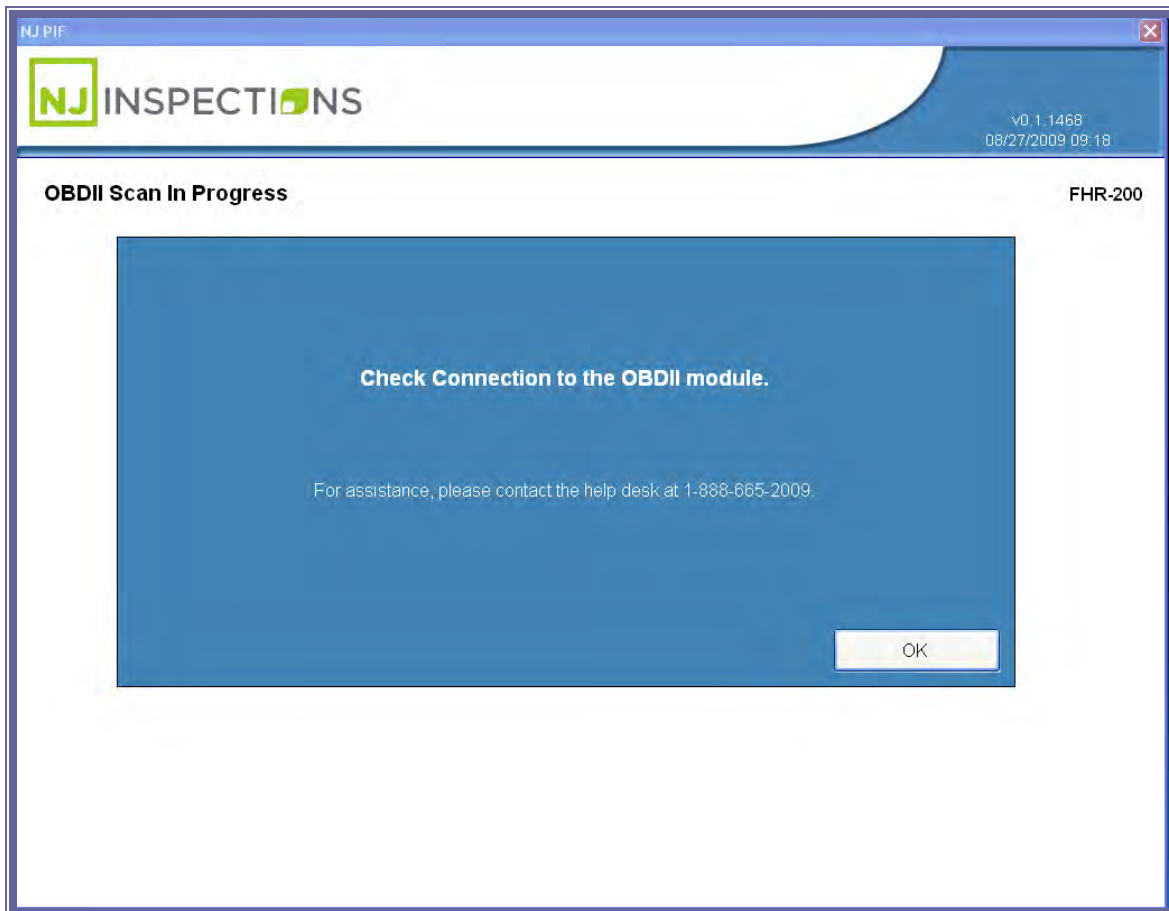 NJ PIF
NJ INSPECTIONS
v0.1.1468
08/27/2009 09:18
OBDII Scan In Progress
FHR-200
Check Connection to the OBDII module.
For assistance, please contact the help desk at 1-888-665-2009.
OK